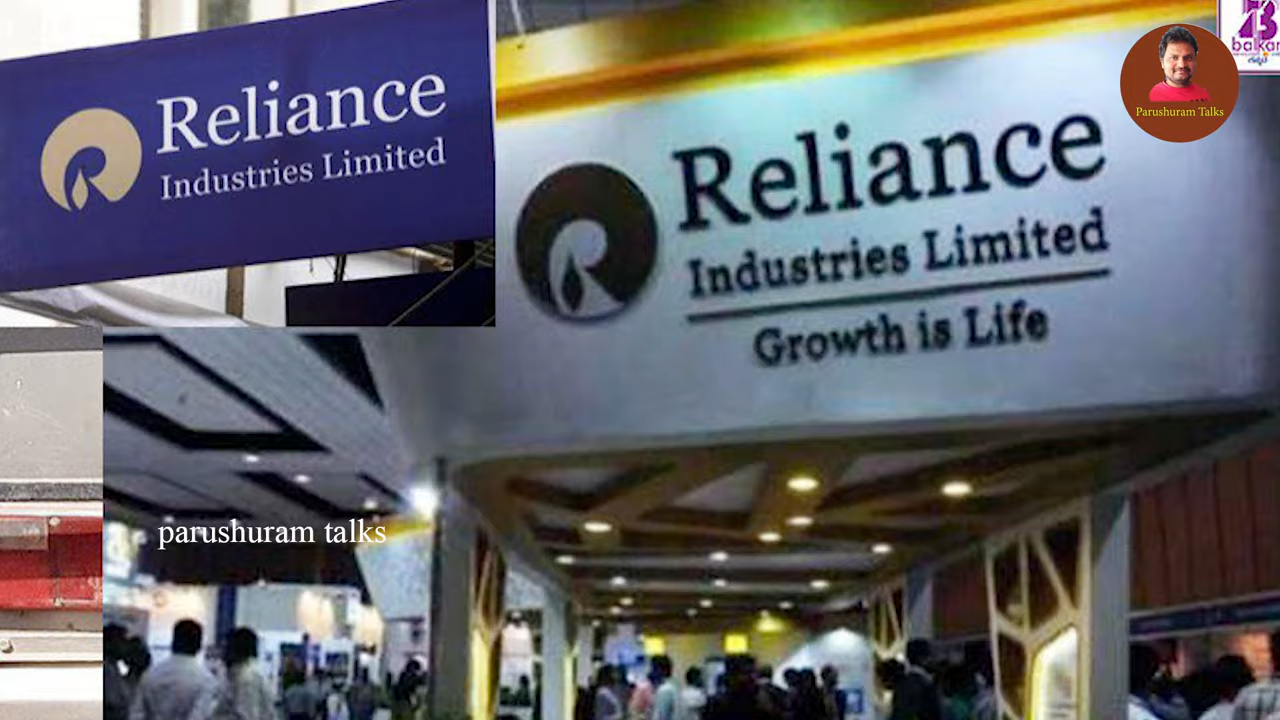 Reliance
Industries Limited
Reliance
Industries Limited
Growth is Life
Parushuram Talks
parushuram talks